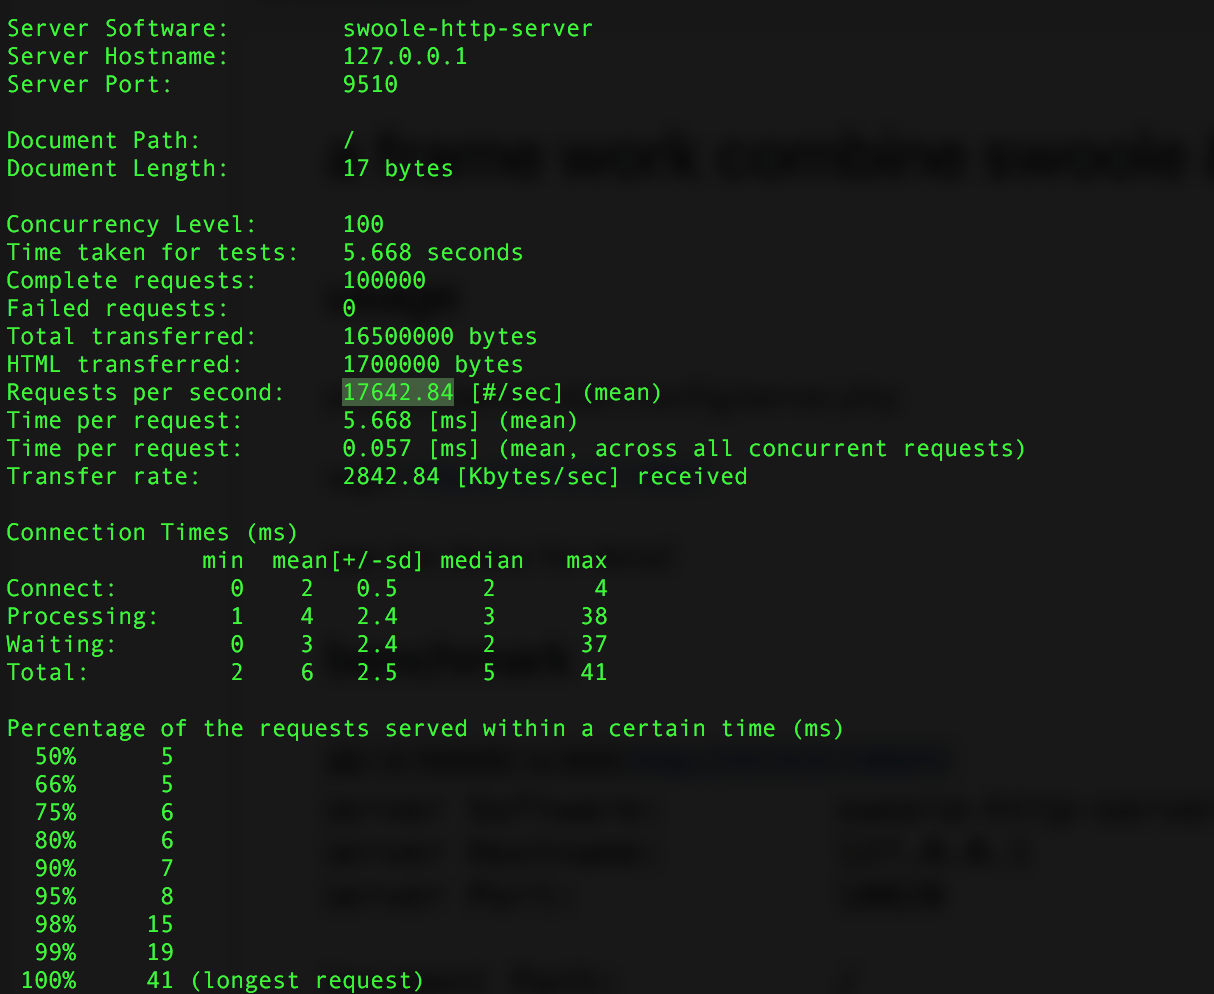 Server Software:        swoole-http-server
Server Hostname:        127.0.0.1
Server Port:            9510
Document Path:          /
Document Length:        17 bytes
Concurrency Level:      100
Time taken for tests:   5.668 seconds
Complete requests:      100000
Failed requests:        0
Total transferred:      16500000 bytes
HTML transferred:       1700000 bytes
Requests per second:    17642.84 [#/sec] (mean)
Time per request:       5.668 [ms] (mean)
Time per request:       0.057 [ms] (mean, across all concurrent requests)
Transfer rate:          2842.84 [Kbytes/sec] received
Connection Times (ms)
              min  mean[+/-sd] median   max
Connect:        0    2   0.5      2       4
Processing:     1    4   2.4      3      38
Waiting:        0    3   2.4      2      37
Total:          2    6   2.5      5      41
Percentage of the requests served within a certain time (ms)
  50%      5
  66%      5
  75%      6
  80%      6
  90%      7
  95%      8
  98%     15
  99%     19
 100%     41 (longest request)